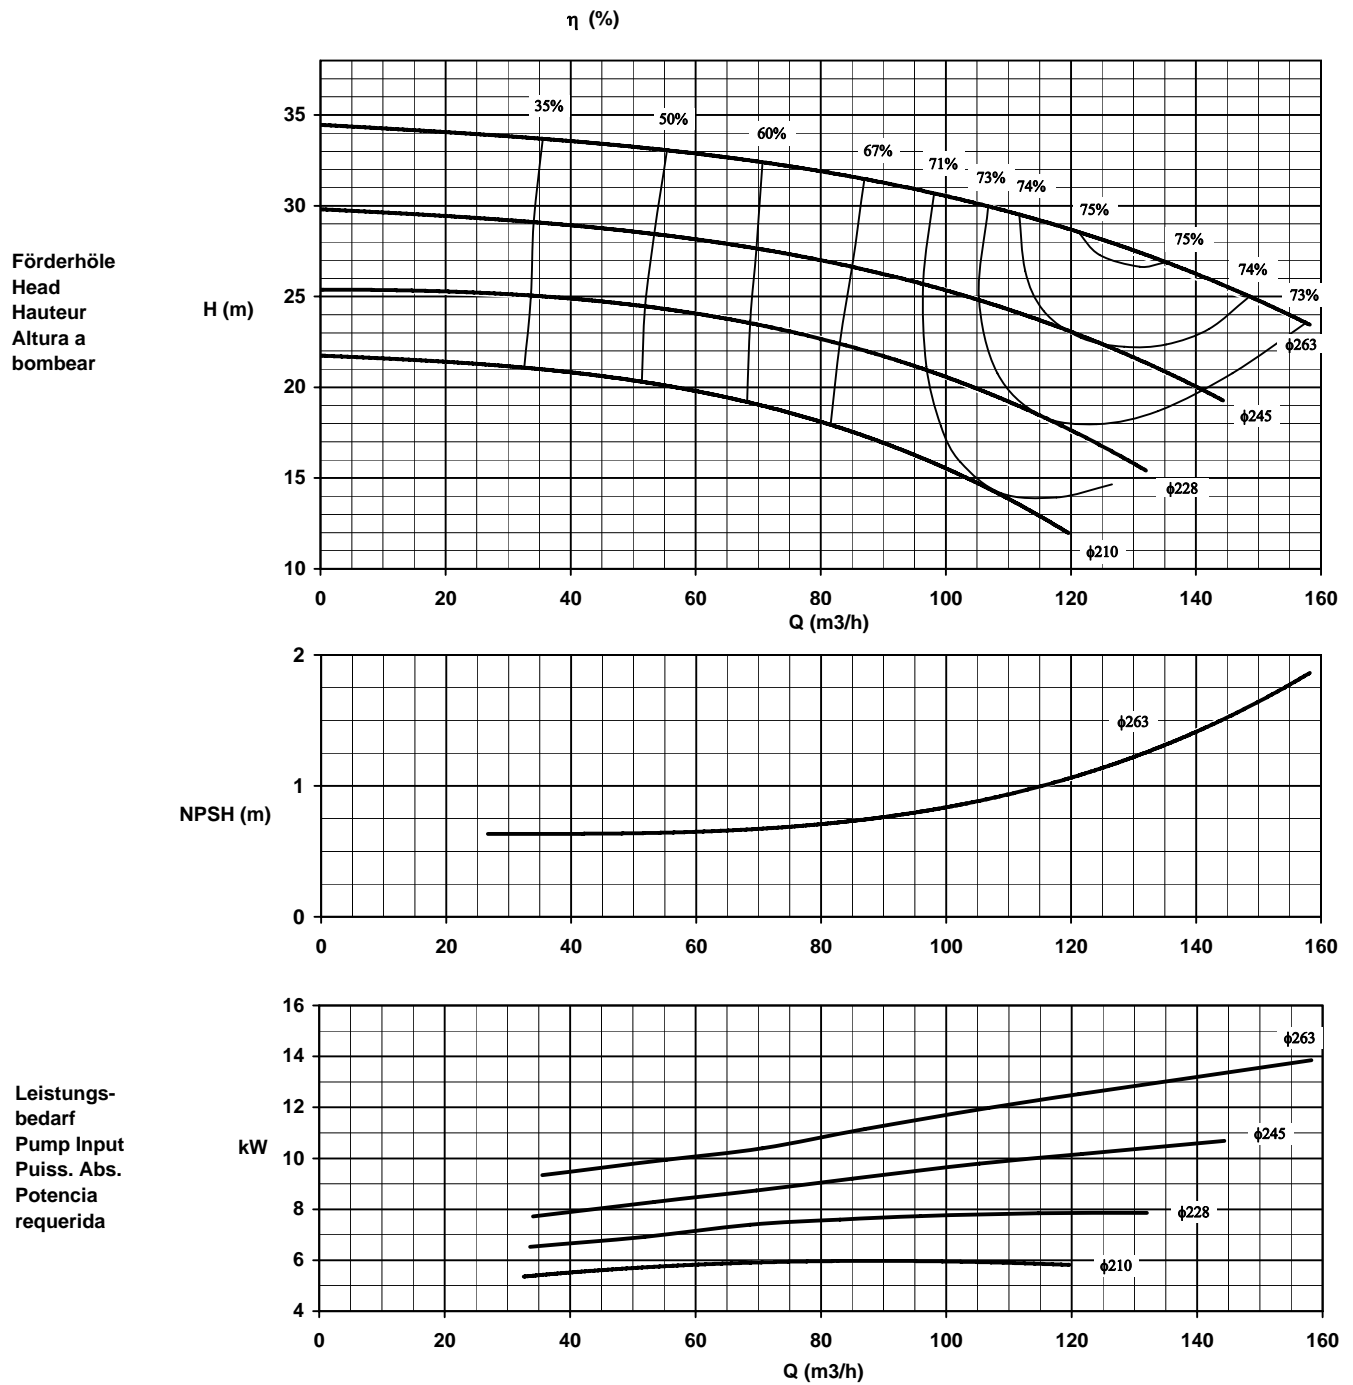 η (%)
35
30
25
20
15
10
35%
50%
60%
67%
71%
73%
74%
75%
75%
74%
73%
ϕ263
ϕ245
ϕ228
ϕ210
Förderhöle
Head
Hauteur
Altura a
bombear
H (m)
0 20 40 60 80 100 120 140 160
Q (m3/h)
2
1
0
NPSH (m)
ϕ263
0 20 40 60 80 100 120 140 160
16
14
12
10
8
6
4
Leistungs-
bedarf
Pump Input
Puiss. Abs.
Potencia
requerida
kW
ϕ263
ϕ245
ϕ228
ϕ210
0 20 40 60 80 100 120 140 160
Q (m3/h)